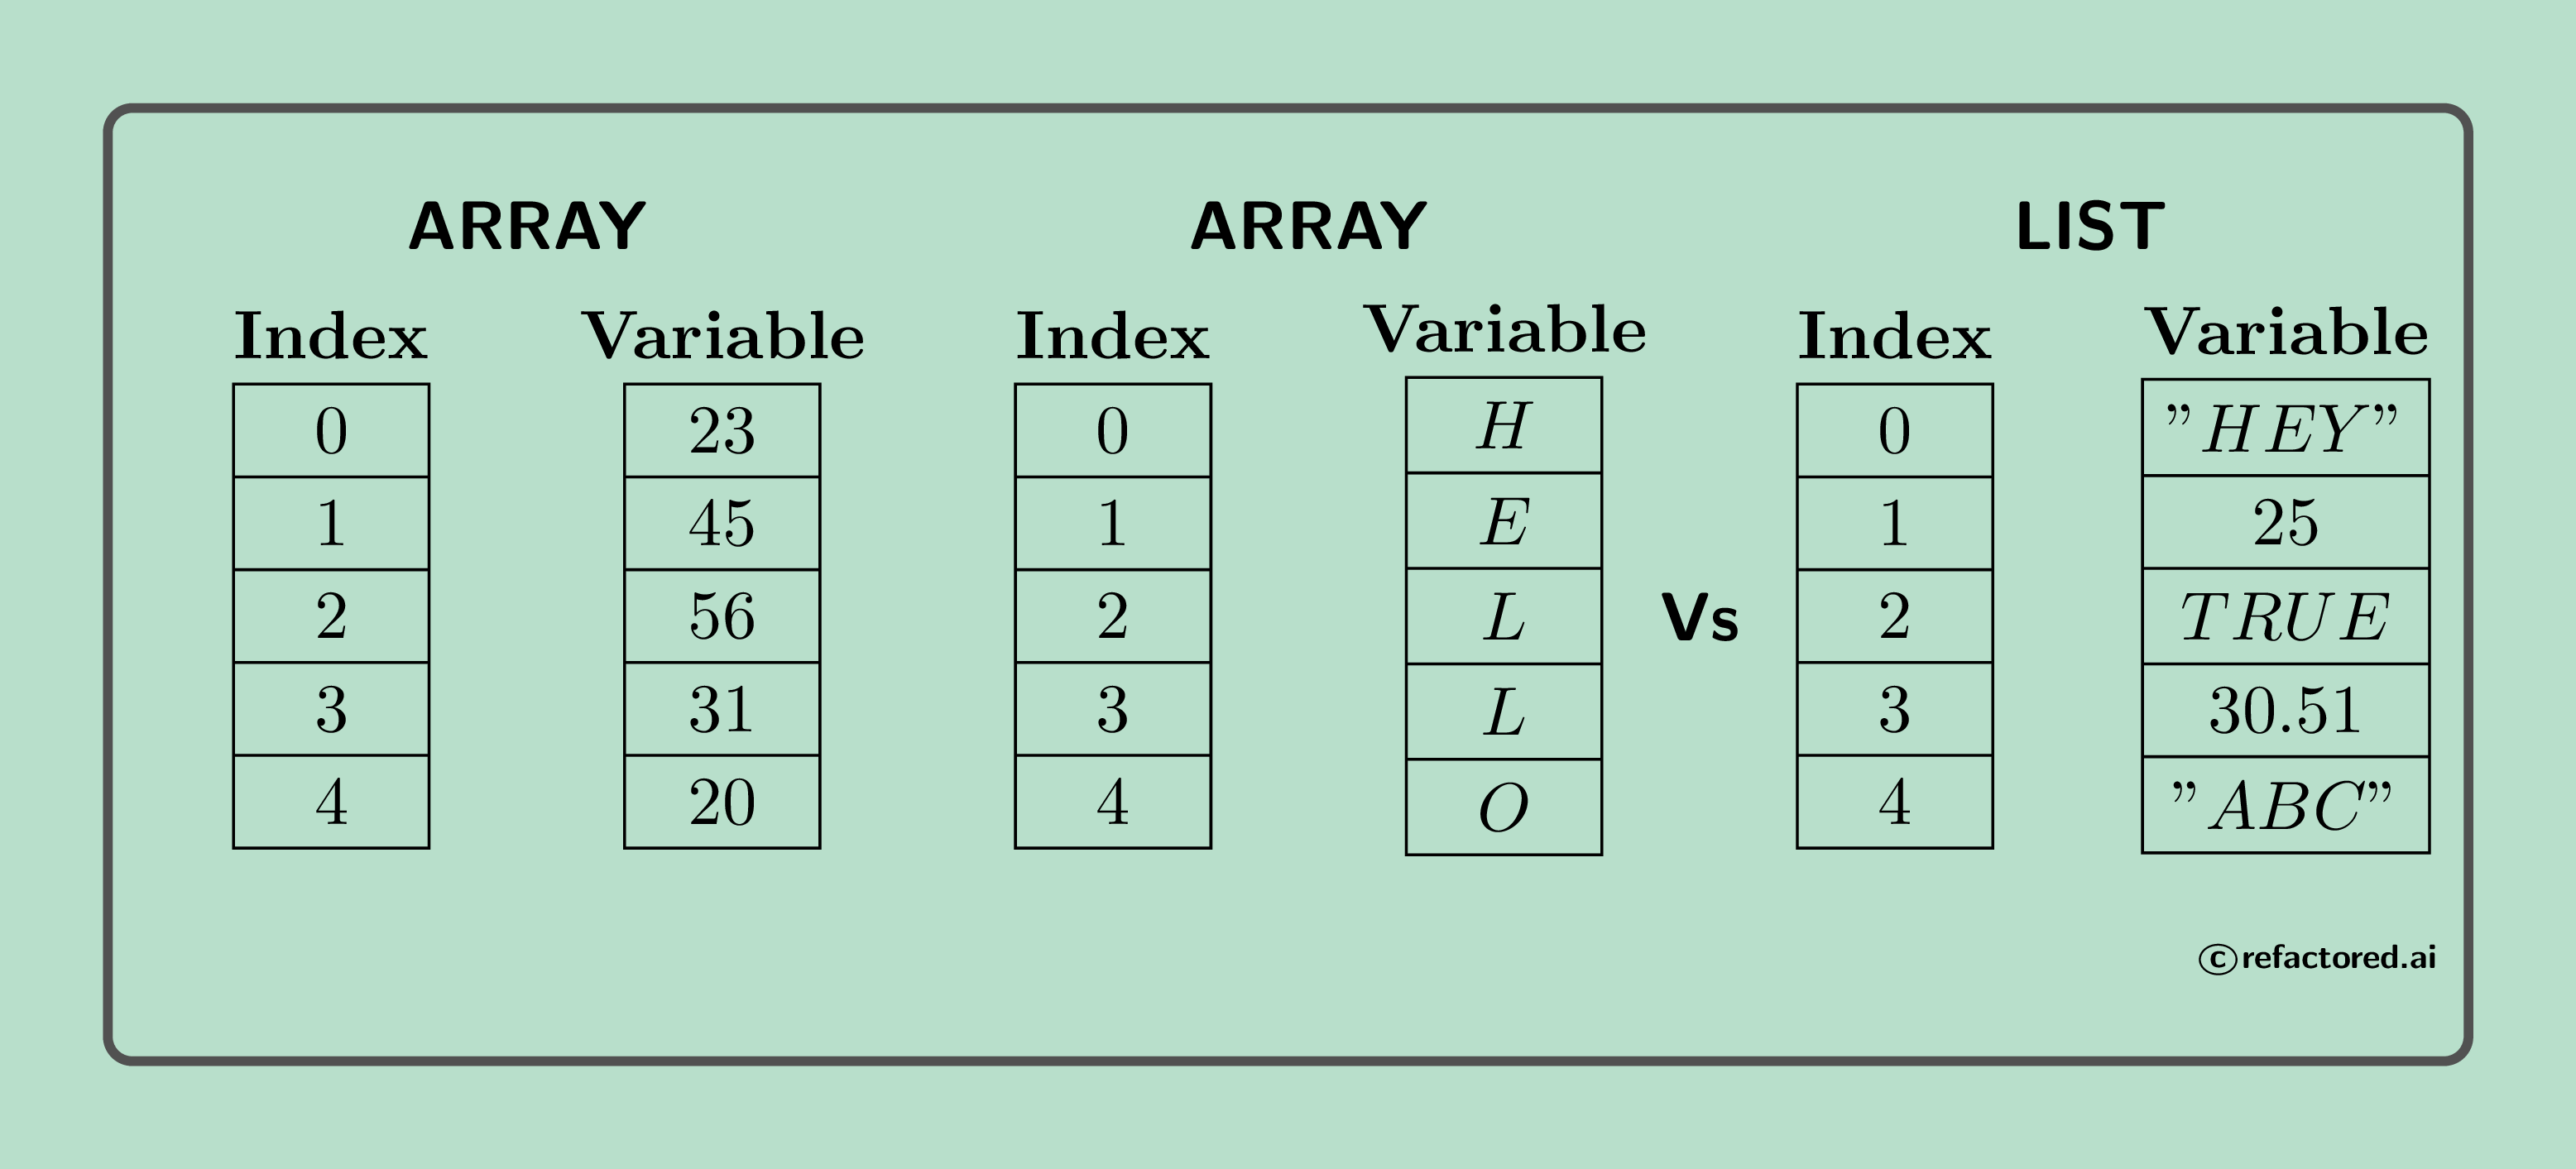 ARRAY ARRAY LIST
Index Variable Index Variable Index Variable
0 23 0 H 0 "HEY"
1 45 1 E 1 25
2 56 2 L Vs 2 TRUE
3 31 3 L 3 30.51
4 20 4 O 4 "ABC"
©refactored.ai